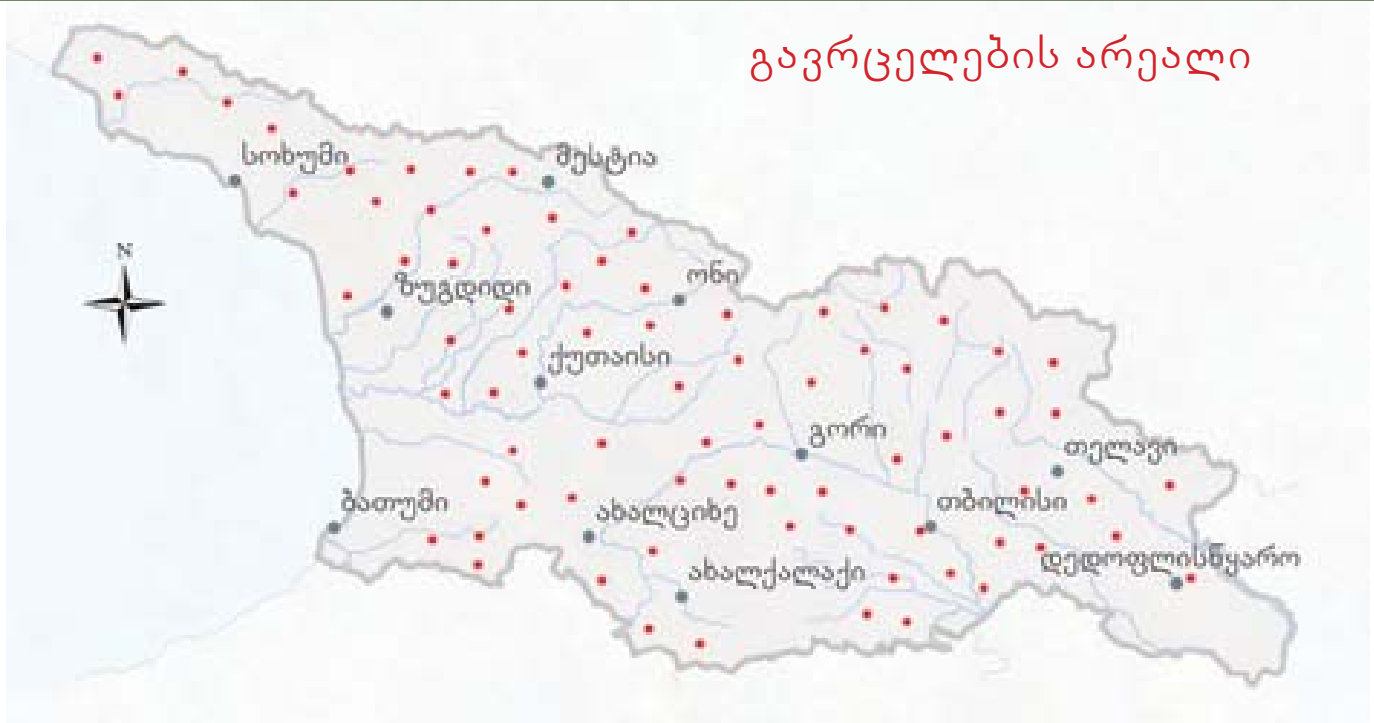 გავრცელების არეალი
სოხუმი
მესტია
N
ონი
ზუგდიდი
ქუთაისი
გორი
თელავი
ბათუმი
ახალციხე
თბილისი
დედოფლისწყარო
ახალქალაქი